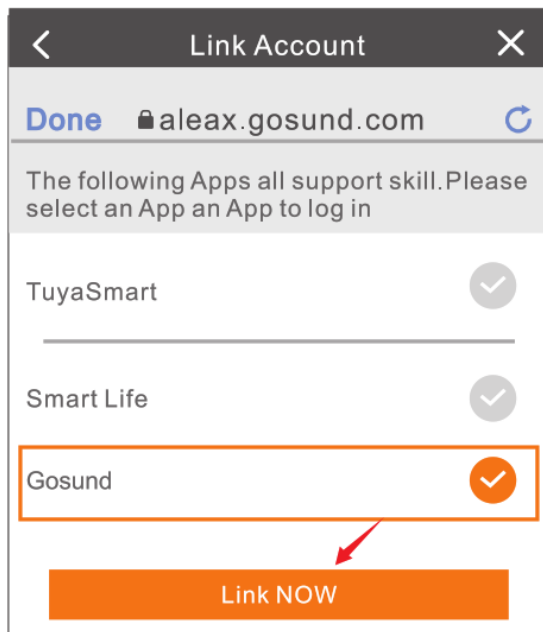 Link Account
Done aleax.gosund.com
The following Apps all support skill.Please
select an App an App to log in
TuyaSmart
Smart Life
Gosund
Link NOW